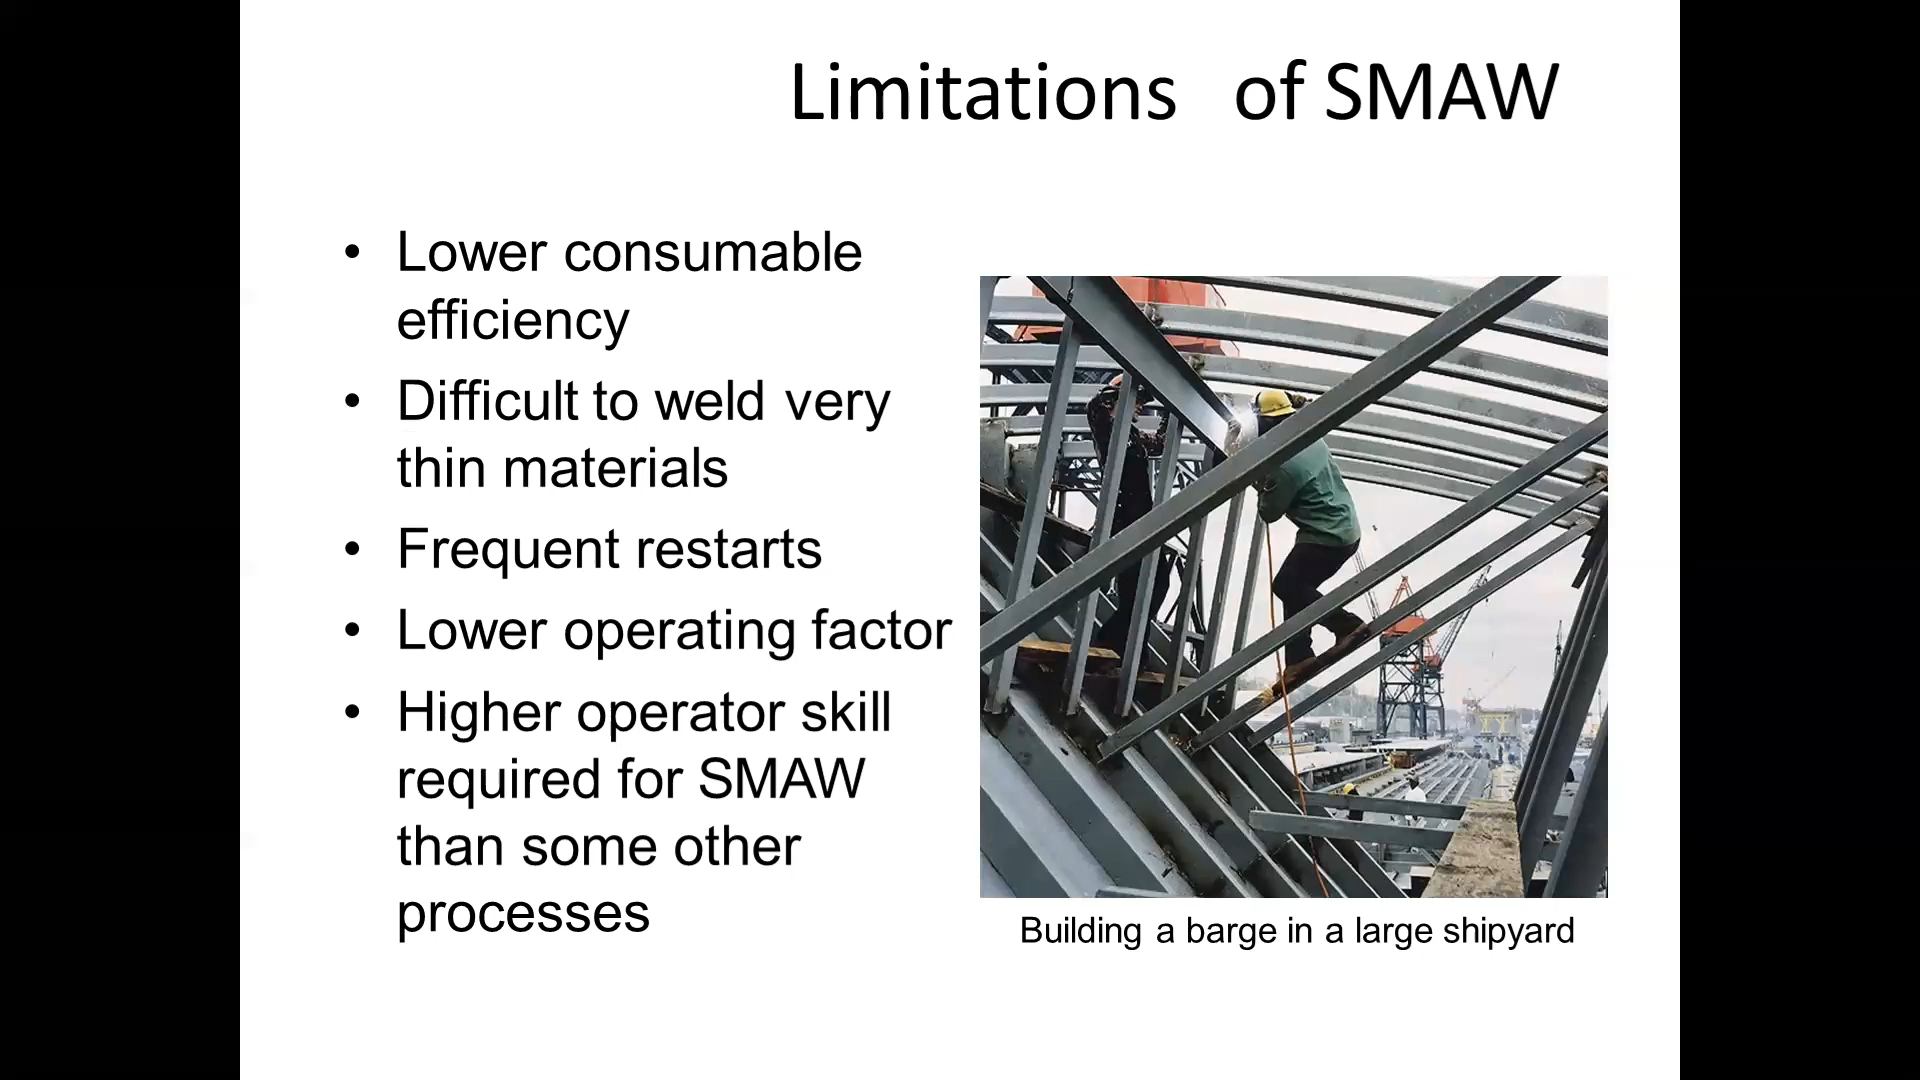 Limitations of SMAW
• Lower consumable
efficiency
• Difficult to weld very
thin materials
• Frequent restarts
• Lower operating factor
• Higher operator skill
required for SMAW
than some other
processes
Building a barge in a large shipyard